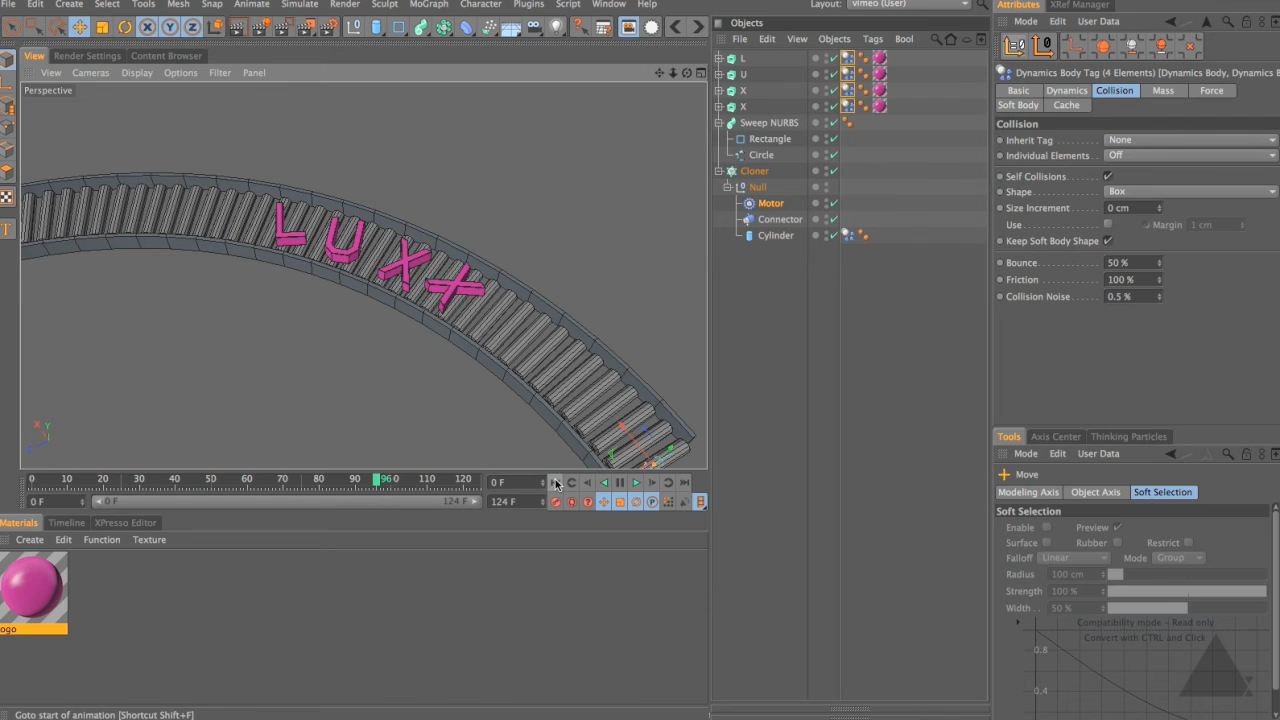 File Edit Create Select Tools Mesh Snap Animate Simulate Render Sculpt MoGraph Character Plugins Script Window Help
Layout: vimeo (User)
View Render Settings Content Browser
View Cameras Display Options Filter Panel
Perspective
L U X X
X Y
0 10 20 30 40 50 60 70 80 96 0 110 120
0 F
0 F 0 F 124 F 124 F
Materials Timeline XPresso Editor
Create Edit Function Texture
ogo
Goto start of animation [Shortcut Shift+F]
Objects
File Edit View Objects Tags Bool
L
U
X
X
Sweep NURBS
Rectangle
Circle
Cloner
Null
Motor
Connector
Cylinder
Attributes XRef Manager
Mode Edit User Data
Dynamics Body Tag (4 Elements) [Dynamics Body, Dynamics B
Basic Dynamics Collision Mass Force
Soft Body Cache
Collision
Inherit Tag None
Individual Elements Off
Self Collisions
Shape Box
Size Increment 0 cm
Use Margin 1 cm
Keep Soft Body Shape
Bounce 50 %
Friction 100 %
Collision Noise 0.5 %
Tools Axis Center Thinking Particles
Mode Edit User Data
Move
Modeling Axis Object Axis Soft Selection
Soft Selection
Enable Preview
Surface Rubber Restrict
Falloff Linear Mode Group
Radius 100 cm
Strength 100 %
Width 50 %
Compatibility mode - Read only
Convert with CTRL and Click
0.8
0.4